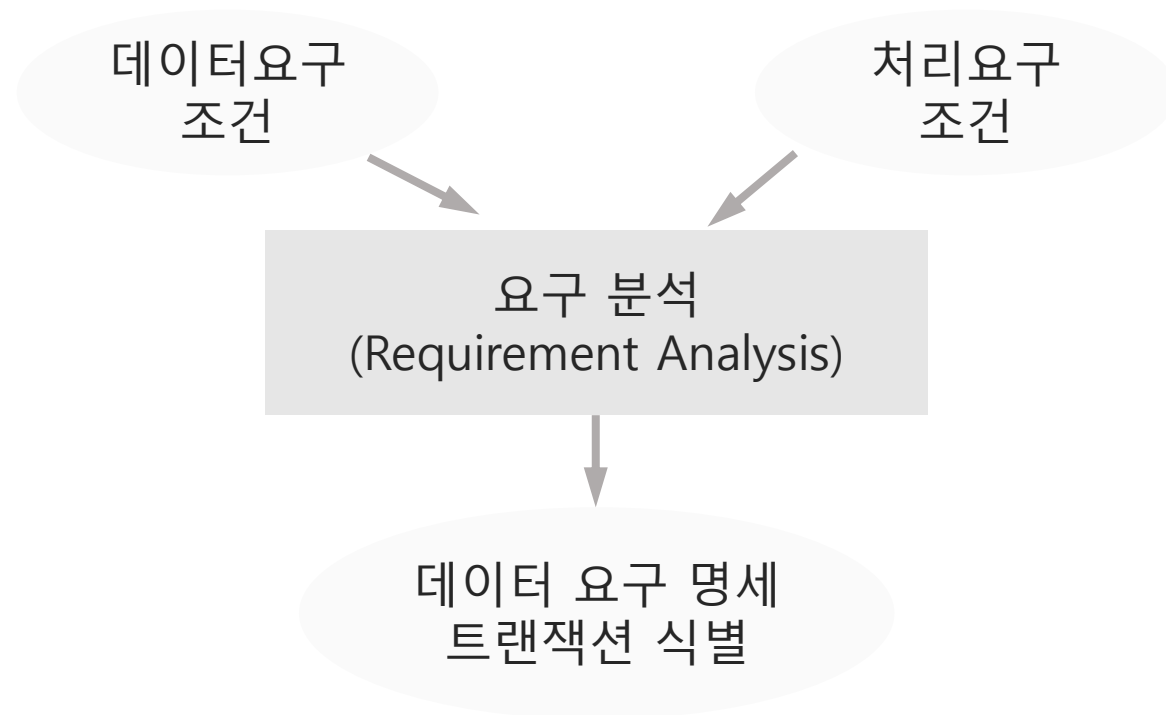 데이터요구
조건
처리요구
조건
요구 분석
(Requirement Analysis)
데이터 요구 명세
트랜잭션 식별